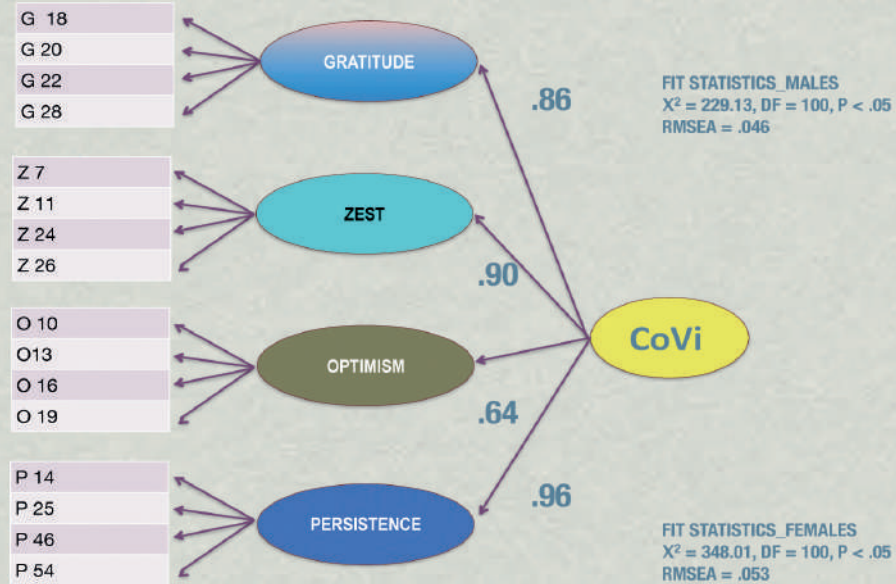 G 18
G 20
G 22
G 28
GRATITUDE
.86
FIT STATISTICS_MALES
X² = 229.13, DF = 100, P < .05
RMSEA = .046
Z 7
Z 11
Z 24
Z 26
ZEST
.90
O 10
O13
O 16
O 19
OPTIMISM
.64
CoVi
P 14
P 25
P 46
P 54
PERSISTENCE
.96
FIT STATISTICS_FEMALES
X² = 348.01, DF = 100, P < .05
RMSEA = .053